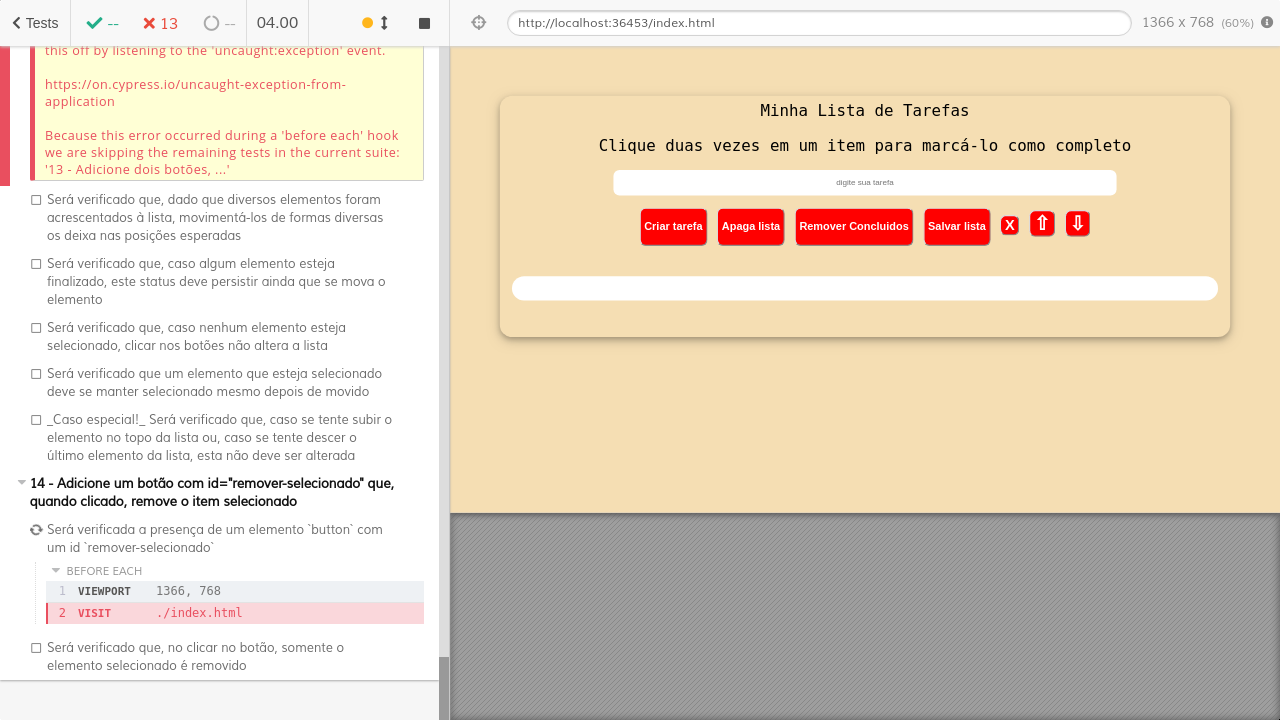 Tests
--
13
--
04.00
http://localhost:36453/index.html
1366 x 768 (60%)
this off by listening to the 'uncaught:exception' event.
https://on.cypress.io/uncaught-exception-from-
application
Because this error occurred during a 'before each' hook
we are skipping the remaining tests in the current suite:
'13 - Adicione dois botões, ...'
Será verificado que, dado que diversos elementos foram
acrescentados à lista, movimentá-los de formas diversas
os deixa nas posições esperadas
Será verificado que, caso algum elemento esteja
finalizado, este status deve persistir ainda que se mova o
elemento
Será verificado que, caso nenhum elemento esteja
selecionado, clicar nos botões não altera a lista
Será verificado que um elemento que esteja selecionado
deve se manter selecionado mesmo depois de movido
_Caso especial!_ Será verificado que, caso se tente subir o
elemento no topo da lista ou, caso se tente descer o
último elemento da lista, esta não deve ser alterada
14 - Adicione um botão com id="remover-selecionado" que,
quando clicado, remove o item selecionado
Será verificada a presença de um elemento `button` com
um id `remover-selecionado`
BEFORE EACH
1 VIEWPORT 1366, 768
2 VISIT ./index.html
Será verificado que, no clicar no botão, somente o
elemento selecionado é removido
Minha Lista de Tarefas
Clique duas vezes em um item para marcá-lo como completo
digite sua tarefa
Criar tarefa Apaga lista Remover Concluidos Salvar lista X ⇧ ⇩